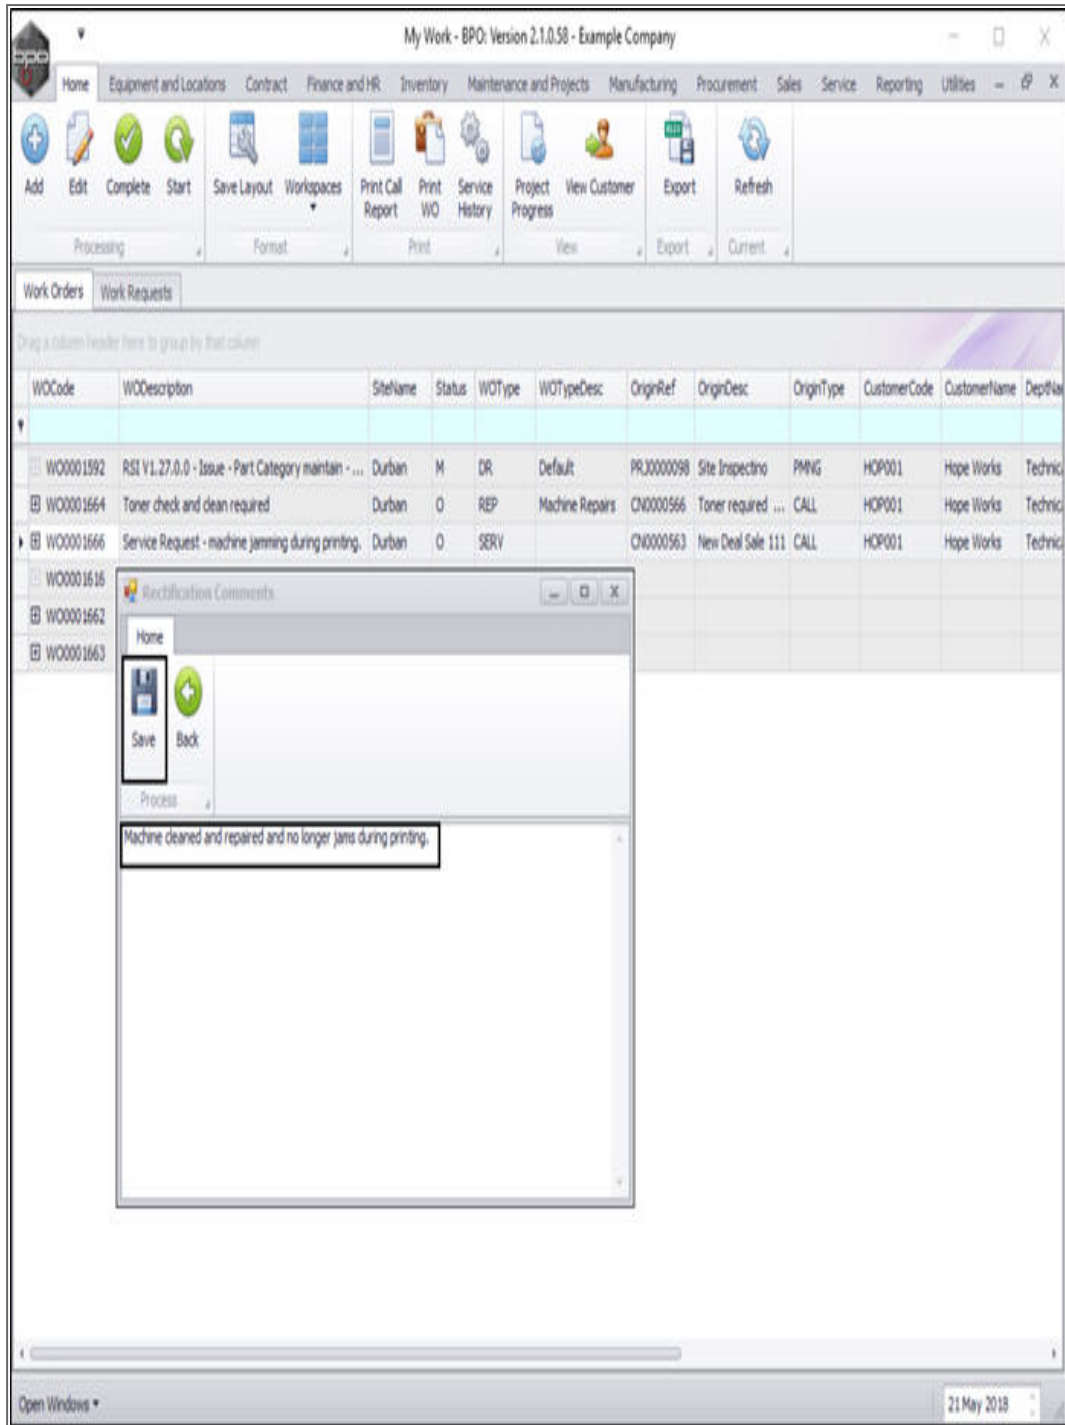 My Work - BPO: Version 2.1.0.58 - Example Company
bpo
Home Equipment and Locations Contract Finance and HR Inventory Maintenance and Projects Manufacturing Procurement Sales Service Reporting Utilities
Add Edit Complete Start Save Layout Workspaces Print Call Report Print WO Service History Project Progress View Customer Export Refresh
Processing Format Print View Export Current
Work Orders Work Requests
Drag a column header here to group by that column
WOCode WODescription SiteName Status WOType WOTypeDesc OriginRef OriginDesc OriginType CustomerCode CustomerName DeptNa
WO0001592 RSI V1.27.0.0 - Issue - Part Category maintain - ... Durban M DR Default PRJ0000098 Site Inspectino PMNG HOP001 Hope Works Technic
WO0001664 Toner check and clean required Durban O REP Machine Repairs CN0000566 Toner required ... CALL HOP001 Hope Works Technic
WO0001666 Service Request - machine jamming during printing. Durban O SERV CN0000563 New Deal Sale 111 CALL HOP001 Hope Works Technic
WO0001616
WO0001662
WO0001663
Rectification Comments
Home
Save Back
Process
Machine cleaned and repaired and no longer jams during printing.
Open Windows
21 May 2018